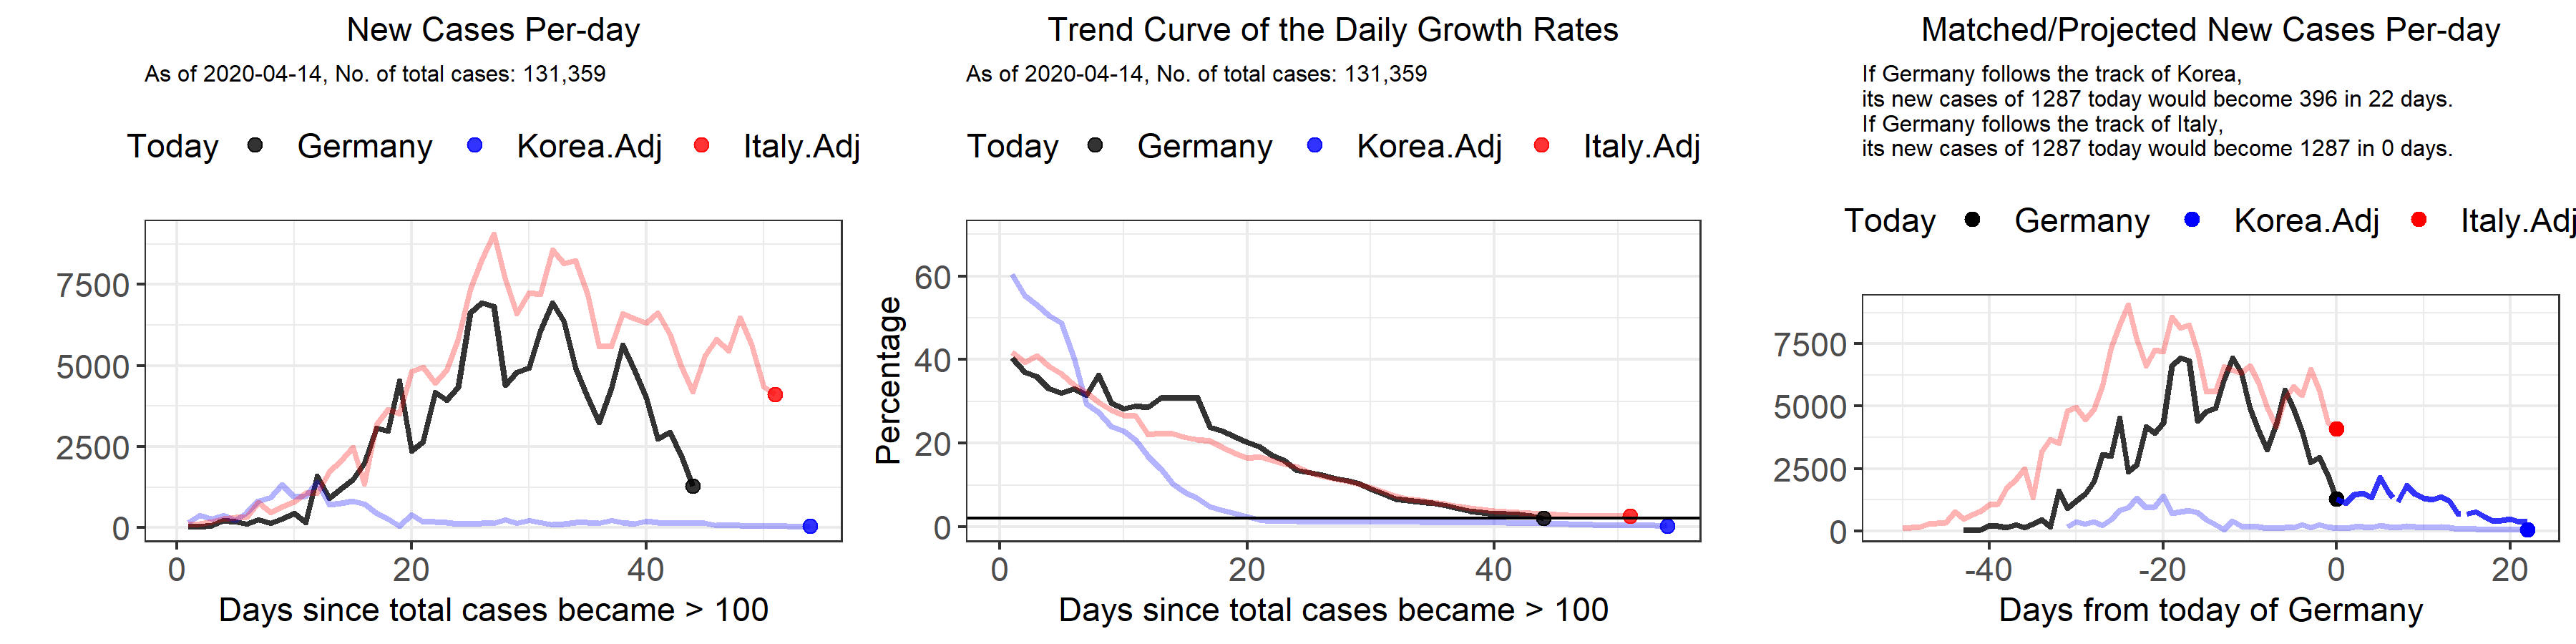 New Cases Per-day
As of 2020-04-14, No. of total cases: 131,359
Today Germany Korea.Adj Italy.Adj
7500
5000
2500
0
0 20 40
Days since total cases became > 100
Trend Curve of the Daily Growth Rates
As of 2020-04-14, No. of total cases: 131,359
Today Germany Korea.Adj Italy.Adj
Percentage
60
40
20
0
0 20 40
Days since total cases became > 100
Matched/Projected New Cases Per-day
If Germany follows the track of Korea,
its new cases of 1287 today would become 396 in 22 days.
If Germany follows the track of Italy,
its new cases of 1287 today would become 1287 in 0 days.
Today Germany Korea.Adj Italy.Adj
7500
5000
2500
0
-40 -20 0 20
Days from today of Germany